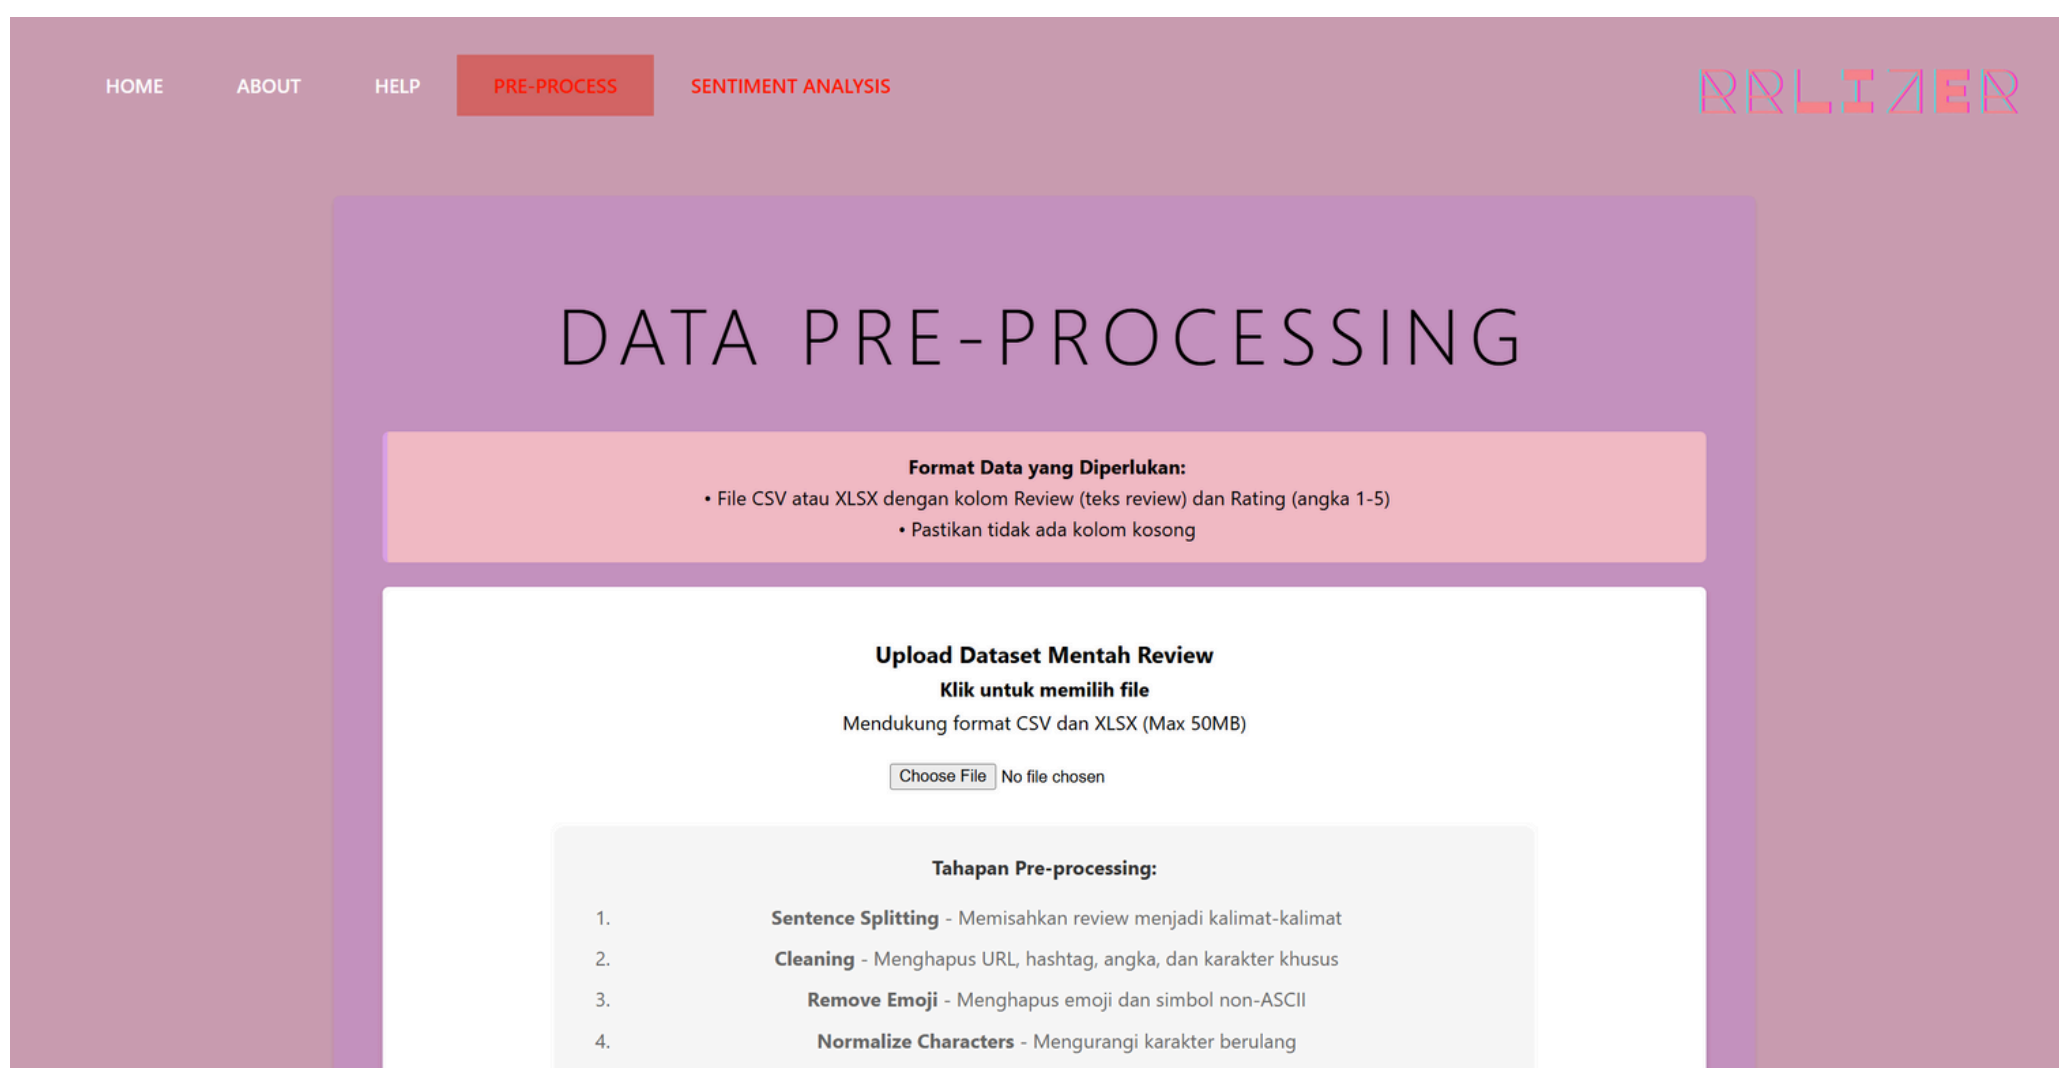 HOME ABOUT HELP PRE-PROCESS SENTIMENT ANALYSIS
RRLIZER
DATA PRE-PROCESSING
Format Data yang Diperlukan:
• File CSV atau XLSX dengan kolom Review (teks review) dan Rating (angka 1-5)
• Pastikan tidak ada kolom kosong
Upload Dataset Mentah Review
Klik untuk memilih file
Mendukung format CSV dan XLSX (Max 50MB)
Choose File No file chosen
Tahapan Pre-processing:
1. Sentence Splitting - Memisahkan review menjadi kalimat-kalimat
2. Cleaning - Menghapus URL, hashtag, angka, dan karakter khusus
3. Remove Emoji - Menghapus emoji dan simbol non-ASCII
4. Normalize Characters - Mengurangi karakter berulang